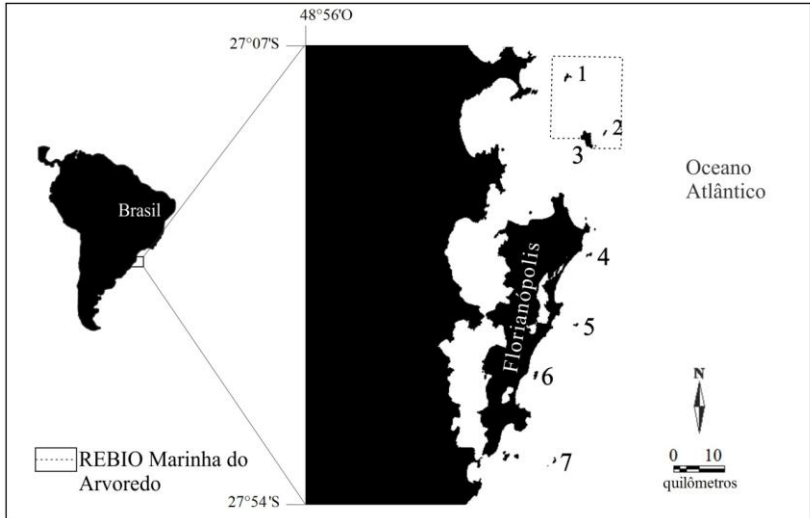 48°56'O
27°07'S
1
2
3
Oceano
Atlântico
Brasil
Florianópolis
4
5
6
7
N
0 10
quilômetros
REBIO Marinha do
Arvoredo
27°54'S